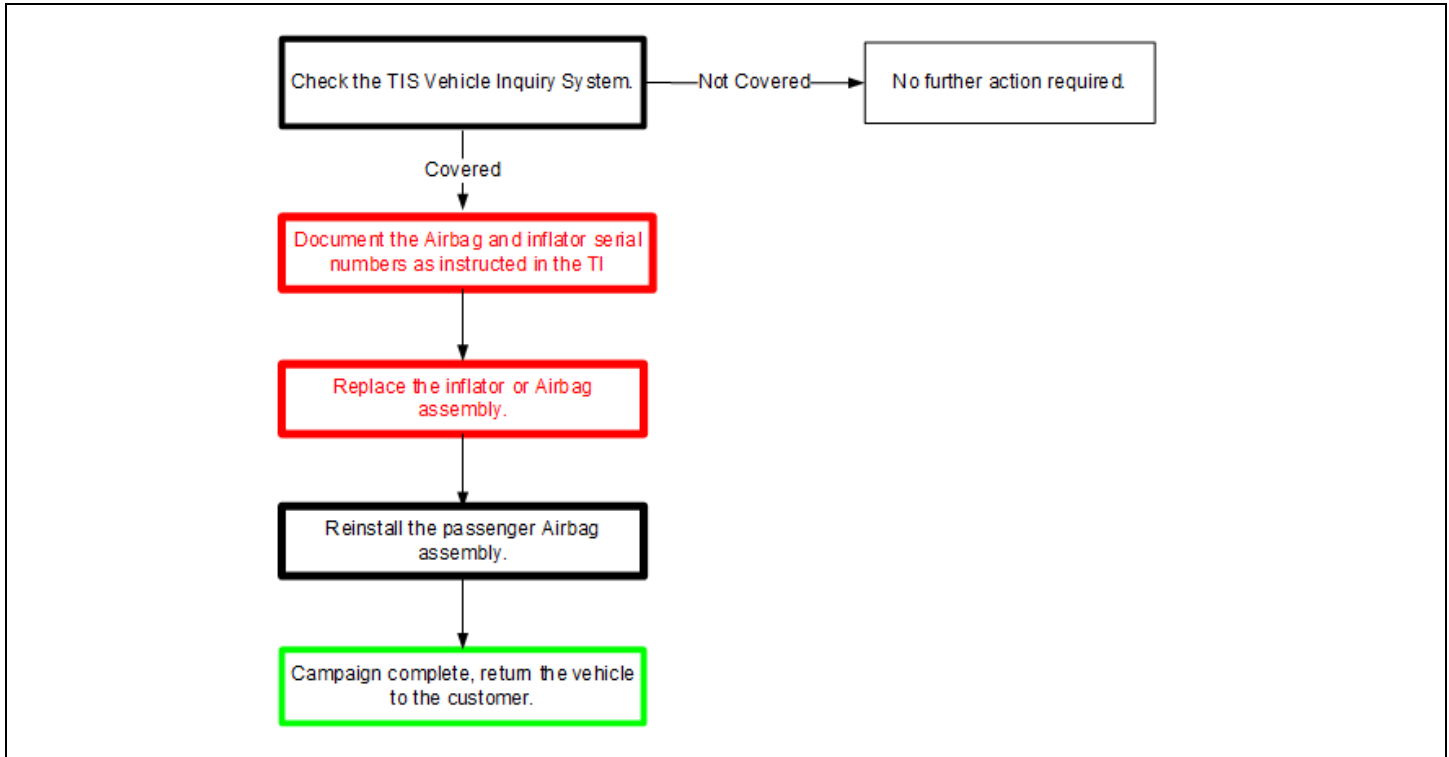 Check the TIS Vehicle Inquiry System.
Not Covered
No further action required.
Covered
Document the Airbag and inflator serial
numbers as instructed in the TI
Replace the inflator or Airbag
assembly.
Reinstall the passenger Airbag
assembly.
Campaign complete, return the vehicle
to the customer.